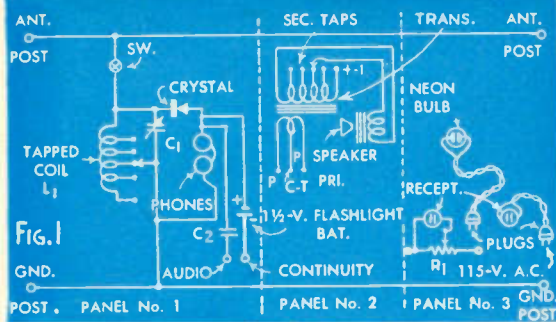 ANT.
POST
SW.
CRYSTAL
C1
TAPPED
COIL
L1
PHONES
FIG. 1
C2
1½-V. FLASHLIGHT
BAT.
AUDIO
CONTINUITY
GND.
POST.
PANEL No. 1
SEC. TAPS
TRANS.
+-1
SPEAKER
P
C-T
P
PRI.
PANEL No. 2
ANT.
POST
NEON
BULB
RECEPT.
PLUGS
R1
115-V. A.C.
PANEL No. 3
GND.
POST